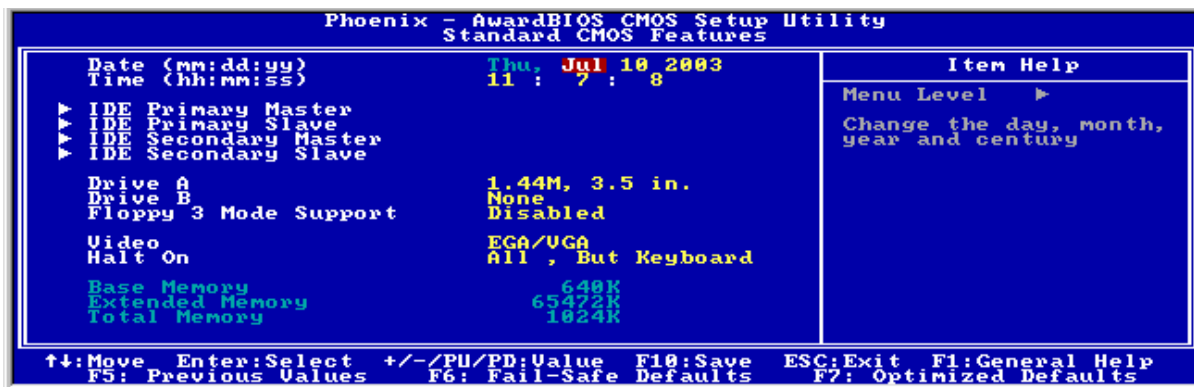 Phoenix - AwardBIOS CMOS Setup Utility
Standard CMOS Features
Date (mm:dd:yy) Thu, Jul 10 2003
Time (hh:mm:ss) 11 : 7 : 8
IDE Primary Master
IDE Primary Slave
IDE Secondary Master
IDE Secondary Slave
Drive A 1.44M, 3.5 in.
Drive B None
Floppy 3 Mode Support Disabled
Video EGA/VGA
Halt On All , But Keyboard
Base Memory 640K
Extended Memory 65472K
Total Memory 1024K
Item Help
Menu Level ►
Change the day, month,
year and century
↑↓:Move Enter:Select +/-/PU/PD:Value F10:Save ESC:Exit F1:General Help
F5: Previous Values F6: Fail-Safe Defaults F7: Optimized Defaults